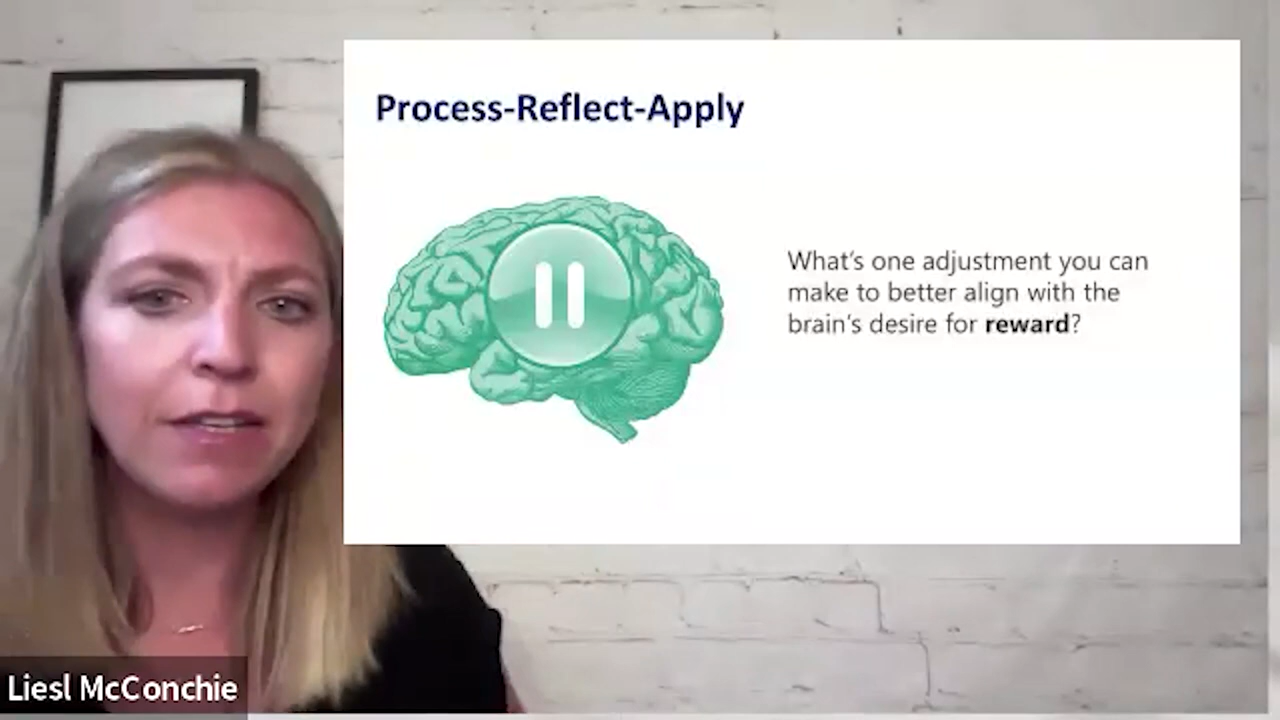 Process-Reflect-Apply
What's one adjustment you can
make to better align with the
brain's desire for reward?
Liesl McConchie